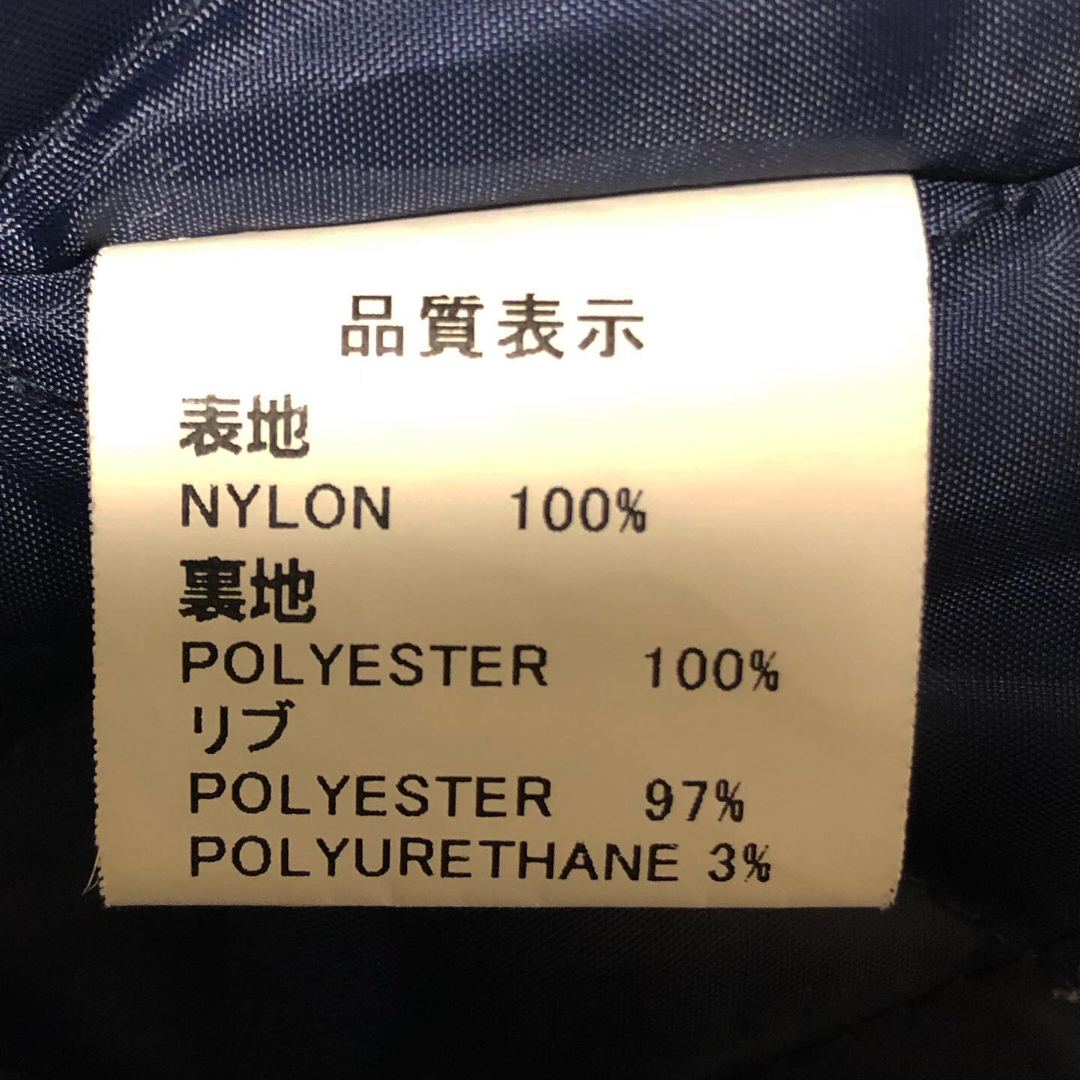 品質表示
表地
NYLON 100%
裏地
POLYESTER 100%
リブ
POLYESTER 97%
POLYURETHANE 3%